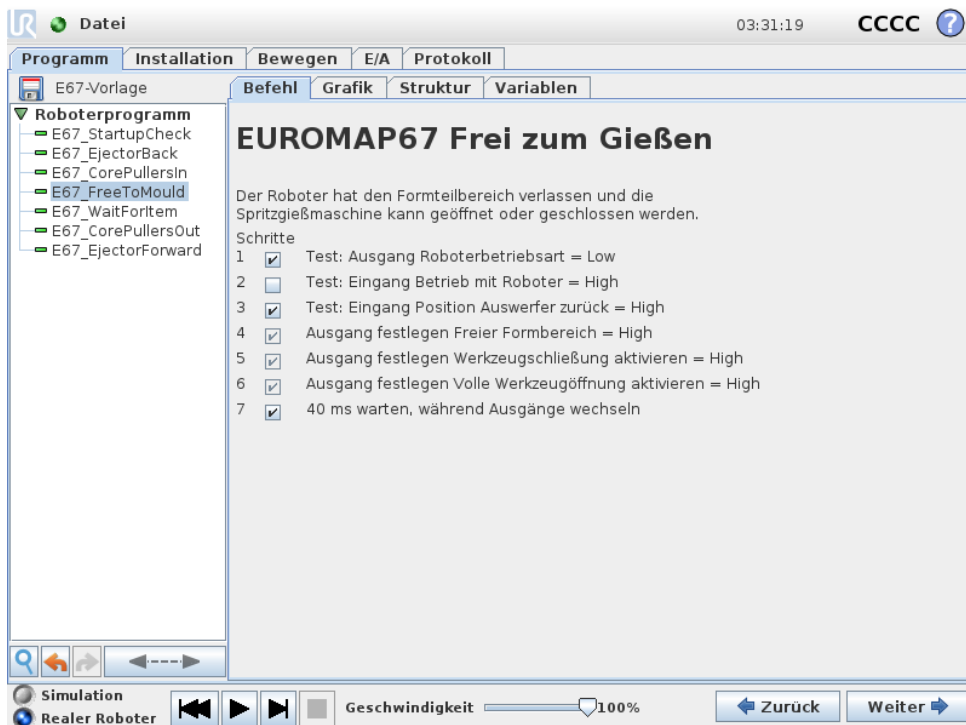 UR Datei 03:31:19 CCCC ?
Programm Installation Bewegen E/A Protokoll
E67-Vorlage
Befehl Grafik Struktur Variablen
Roboterprogramm
E67_StartupCheck
E67_EjectorBack
E67_CorePullersIn
E67_FreeToMould
E67_WaitForItem
E67_CorePullersOut
E67_EjectorForward
EUROMAP67 Frei zum Gießen
Der Roboter hat den Formteilbereich verlassen und die
Spritzgießmaschine kann geöffnet oder geschlossen werden.
Schritte
1 Test: Ausgang Roboterbetriebsart = Low
2 Test: Eingang Betrieb mit Roboter = High
3 Test: Eingang Position Auswerfer zurück = High
4 Ausgang festlegen Freier Formbereich = High
5 Ausgang festlegen Werkzeugschließung aktivieren = High
6 Ausgang festlegen Volle Werkzeugöffnung aktivieren = High
7 40 ms warten, während Ausgänge wechseln
Simulation
Realer Roboter
Geschwindigkeit 100%
Zurück
Weiter